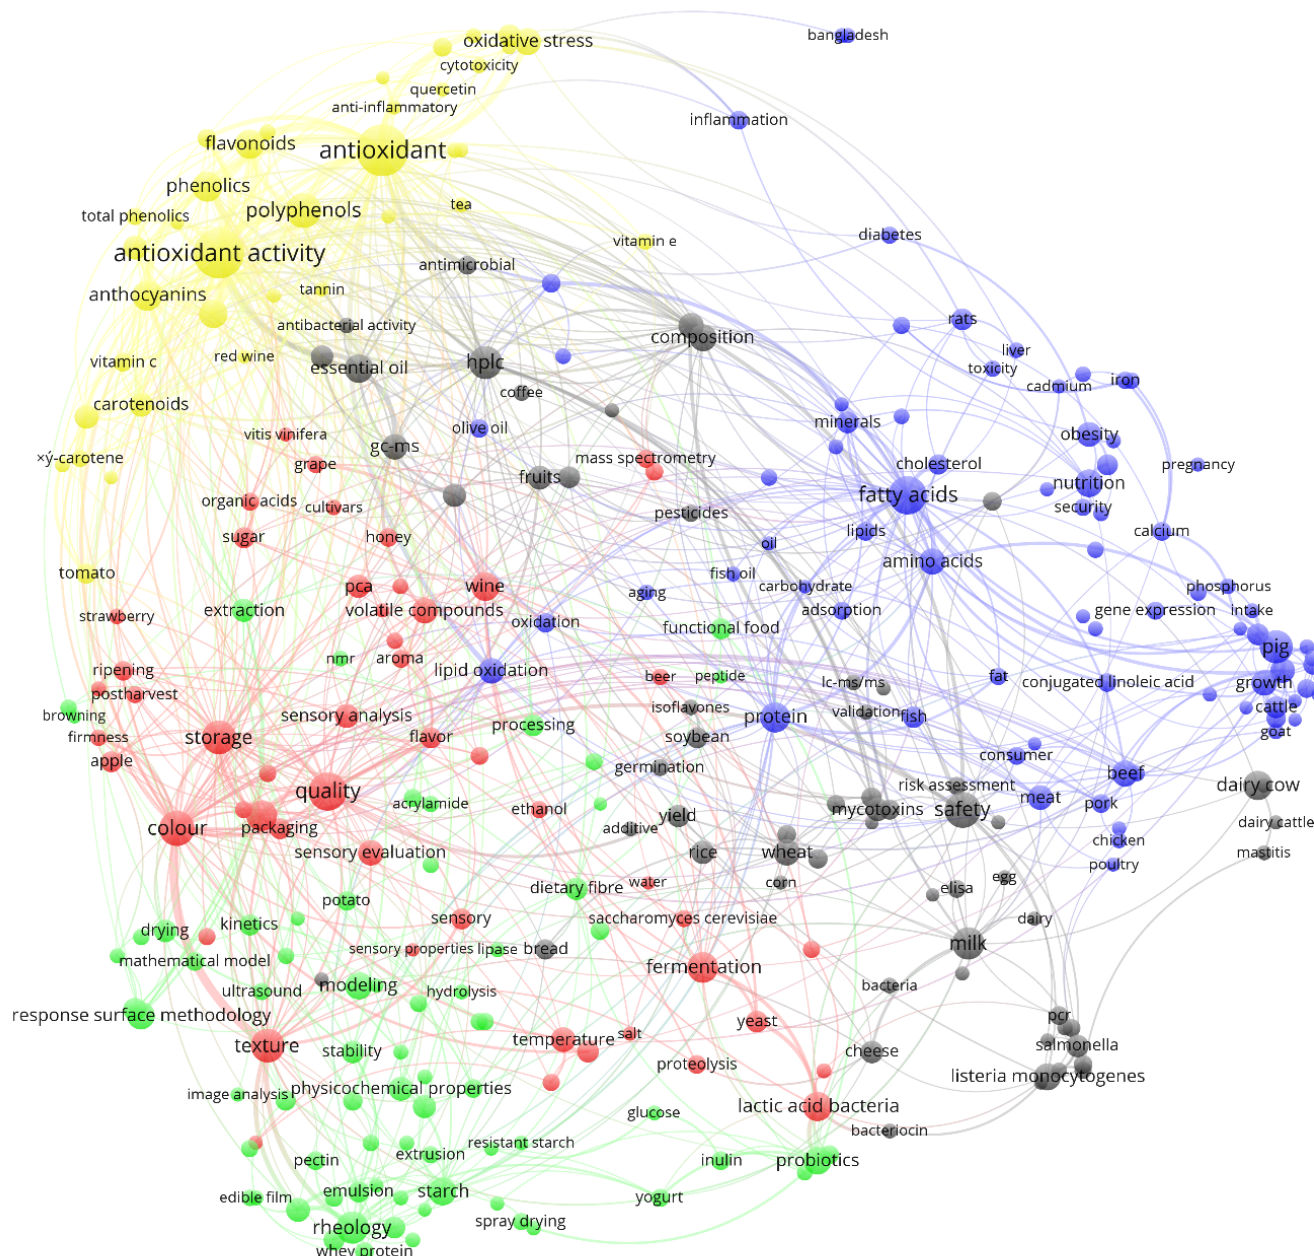 bangladesh
oxidative stress
cytotoxicity
quercetin
anti-inflammatory
inflammation
flavonoids
antioxidant
phenolics
total phenolics
polyphenols
tea
antioxidant activity
vitamin e
diabetes
antimicrobial
anthocyanins
tannin
antibacterial activity
rats
composition
vitamin c
red wine
essential oil
hplc
liver
toxicity
cadmium
iron
coffee
carotenoids
olive oil
minerals
vitis vinifera
obesity
gc-ms
×ý-carotene
grape
mass spectrometry
cholesterol
pregnancy
fruits
nutrition
organic acids
cultivars
pesticides
fatty acids
security
sugar
honey
oil
lipids
calcium
tomato
pca
wine
fish oil
carbohydrate
amino acids
phosphorus
aging
strawberry
extraction
volatile compounds
adsorption
gene expression
intake
oxidation
functional food
nmr
aroma
pig
ripening
lipid oxidation
beer
peptide
lc-ms/ms
fat
conjugated linoleic acid
growth
postharvest
browning
sensory analysis
isoflavones
validation
fish
cattle
firmness
storage
flavor
processing
protein
soybean
goat
apple
germination
consumer
beef
quality
risk assessment
dairy cow
acrylamide
ethanol
mycotoxins
safety
meat
pork
colour
packaging
additive
yield
dairy cattle
sensory evaluation
rice
wheat
chicken
mastitis
poultry
potato
dietary fibre
water
corn
elisa
egg
drying
kinetics
sensory
saccharomyces cerevisiae
dairy
mathematical model
sensory properties
lipase
bread
milk
fermentation
ultrasound
modeling
hydrolysis
bacteria
response surface methodology
yeast
pcr
texture
stability
temperature
salt
cheese
salmonella
proteolysis
listeria monocytogenes
image analysis
physicochemical properties
glucose
lactic acid bacteria
bacteriocin
pectin
extrusion
resistant starch
inulin
probiotics
edible film
emulsion
starch
yogurt
rheology
spray drying
whey protein